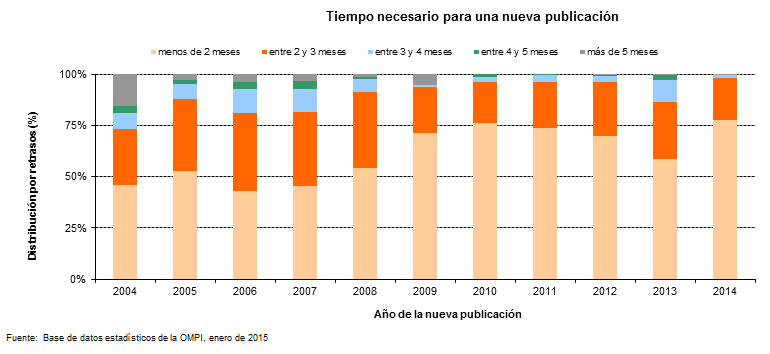 Tiempo necesario para una nueva publicación
menos de 2 meses entre 2 y 3 meses entre 3 y 4 meses entre 4 y 5 meses más de 5 meses
Distribución por retrasos (%)
100%
75%
50%
25%
0%
2004 2005 2006 2007 2008 2009 2010 2011 2012 2013 2014
Año de la nueva publicación
Fuente: Base de datos estadísticos de la OMPI, enero de 2015